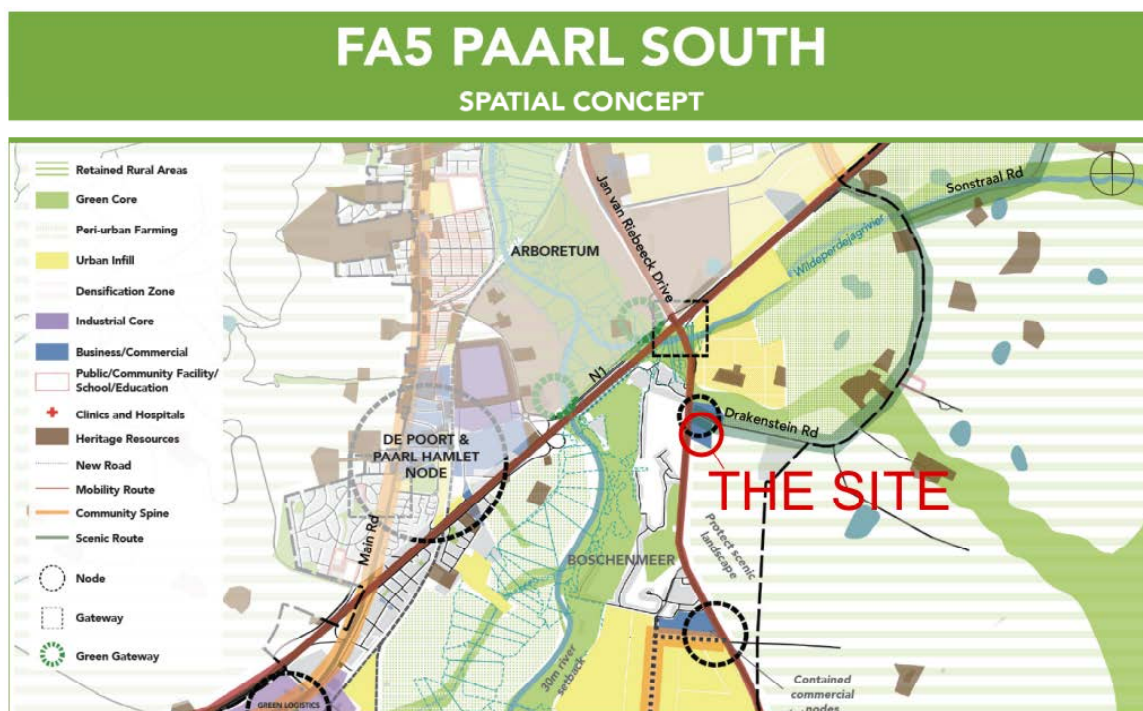 FA5 PAARL SOUTH
SPATIAL CONCEPT
Retained Rural Areas
Green Core
Peri-urban Farming
Urban Infill
Densification Zone
Industrial Core
Business/Commercial
Public/Community Facility/
School/Education
Clinics and Hospitals
Heritage Resources
New Road
Mobility Route
Community Spine
Scenic Route
Node
Gateway
Green Gateway
Jan van Riebeeck Drive
ARBORETUM
Sonstraal Rd
Wildeperdejagrivier
N1
DE POORT &
PAARL HAMLET
NODE
Drakenstein Rd
THE SITE
Main Rd
Protect scenic
landscape
BOSCHENMEER
30m river
setback
Contained
commercial
nodes
GREEN LOGISTICS